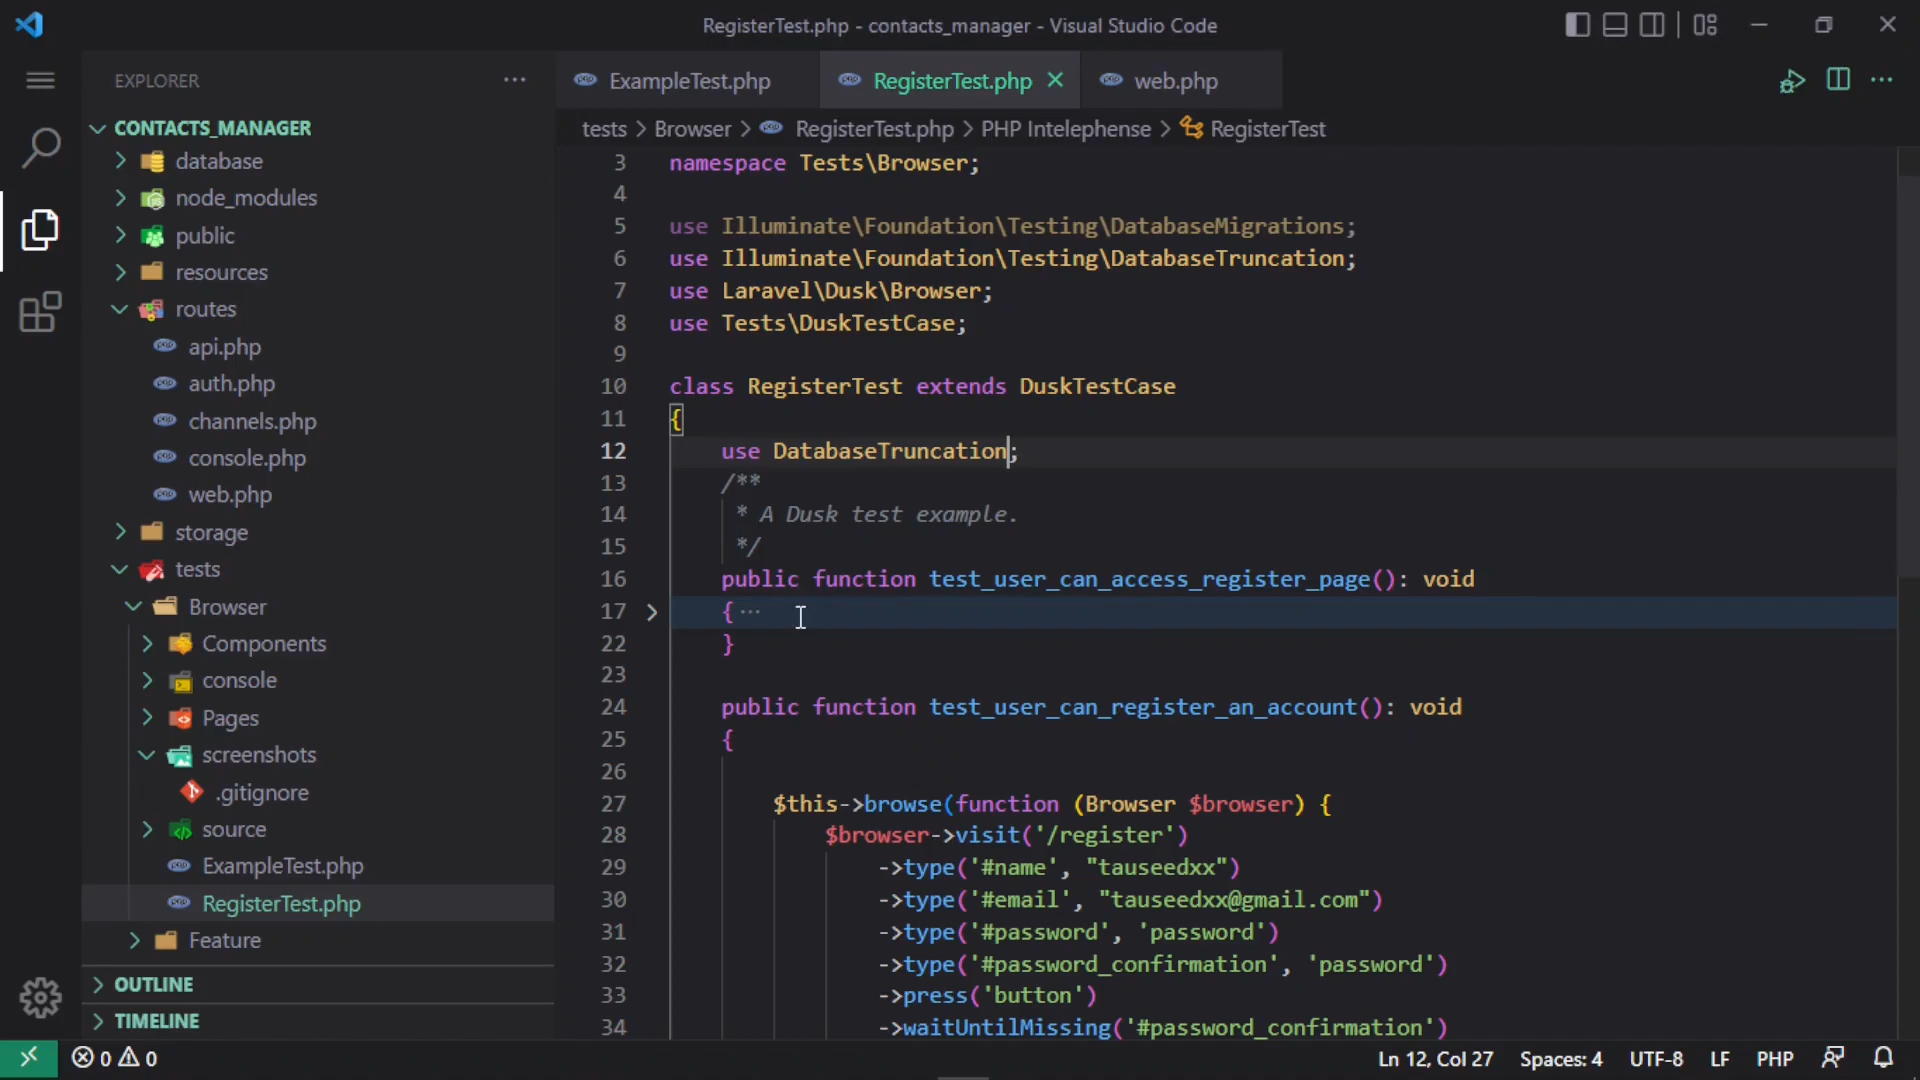 RegisterTest.php - contacts_manager - Visual Studio Code
EXPLORER
ExampleTest.php
RegisterTest.php
web.php
tests > Browser > RegisterTest.php > PHP Intelephense > RegisterTest
CONTACTS_MANAGER
database
node_modules
public
resources
routes
api.php
auth.php
channels.php
console.php
web.php
storage
tests
Browser
Components
console
Pages
screenshots
.gitignore
source
ExampleTest.php
RegisterTest.php
Feature
OUTLINE
TIMELINE
3 namespace Tests\Browser;
4
5 use Illuminate\Foundation\Testing\DatabaseMigrations;
6 use Illuminate\Foundation\Testing\DatabaseTruncation;
7 use Laravel\Dusk\Browser;
8 use Tests\DuskTestCase;
9
10 class RegisterTest extends DuskTestCase
11 {
12 use DatabaseTruncation;
13 /**
14 * A Dusk test example.
15 */
16 public function test_user_can_access_register_page(): void
17 { ···
22 }
23
24 public function test_user_can_register_an_account(): void
25 {
26
27 $this->browse(function (Browser $browser) {
28 $browser->visit('/register')
29 ->type('#name', "tauseedxx")
30 ->type('#email', "tauseedxx@gmail.com")
31 ->type('#password', 'password')
32 ->type('#password_confirmation', 'password')
33 ->press('button')
34 ->waitUntilMissing('#password_confirmation')
0 0
Ln 12, Col 27
Spaces: 4
UTF-8
LF
PHP